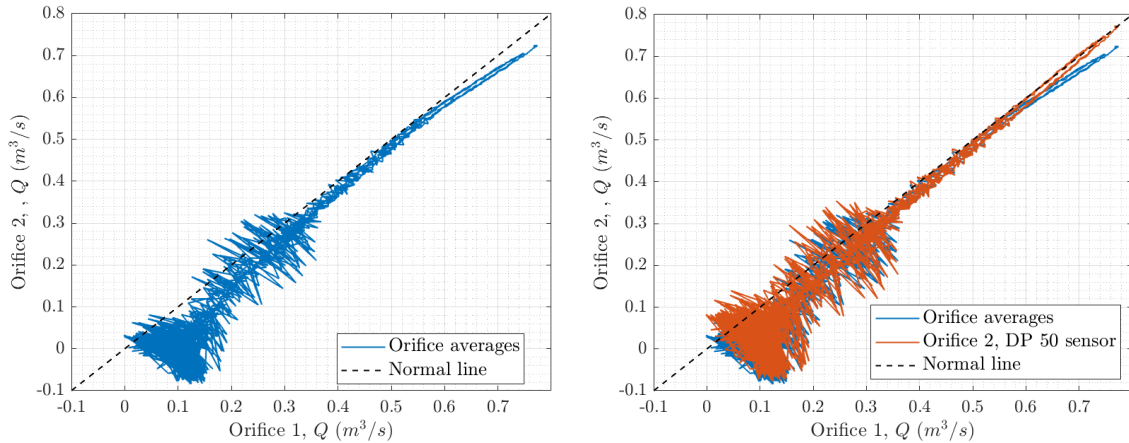 0.8
0.7
0.6
0.5
0.4
0.3
0.2
0.1
0
-0.1
Orifice 2, , Q (m³/s)
Orifice averages
Normal line
-0.1 0 0.1 0.2 0.3 0.4 0.5 0.6 0.7
Orifice 1, Q (m³/s)
0.8
0.7
0.6
0.5
0.4
0.3
0.2
0.1
0
-0.1
Orifice 2, , Q (m³/s)
Orifice averages
Orifice 2, DP 50 sensor
Normal line
-0.1 0 0.1 0.2 0.3 0.4 0.5 0.6 0.7
Orifice 1, Q (m³/s)